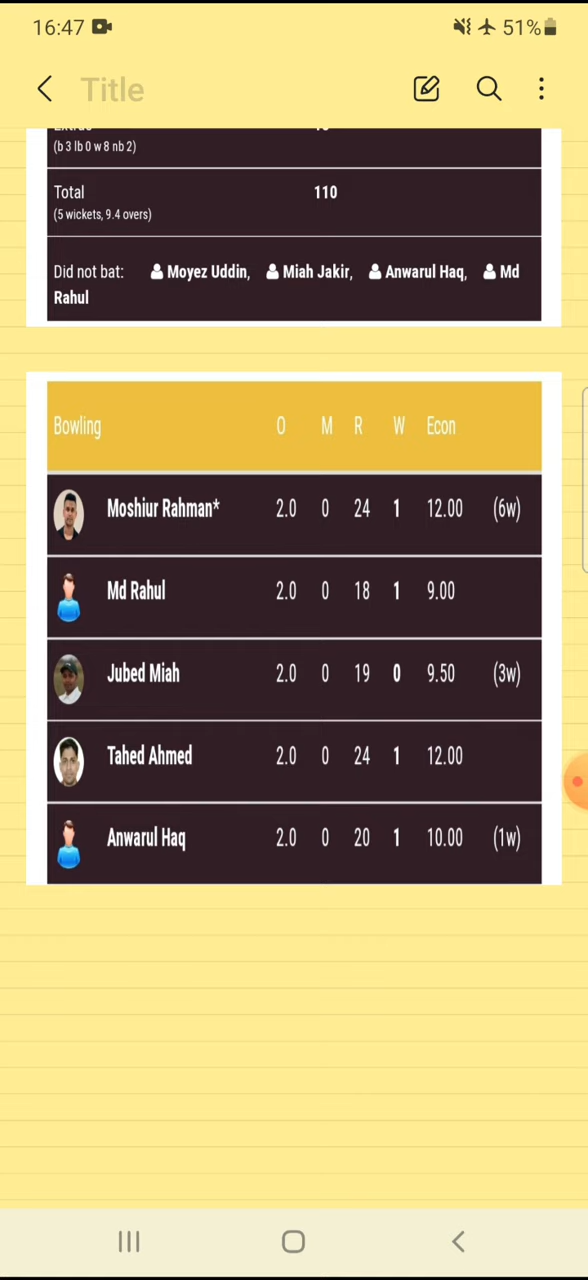 16:47 51%
Title
Extras
(b 3 lb 0 w 8 nb 2)
Total 110
(5 wickets, 9.4 overs)
Did not bat: Moyez Uddin, Miah Jakir, Anwarul Haq, Md
Rahul
Bowling O M R W Econ
Moshiur Rahman* 2.0 0 24 1 12.00 (6w)
Md Rahul 2.0 0 18 1 9.00
Jubed Miah 2.0 0 19 0 9.50 (3w)
Tahed Ahmed 2.0 0 24 1 12.00
Anwarul Haq 2.0 0 20 1 10.00 (1w)